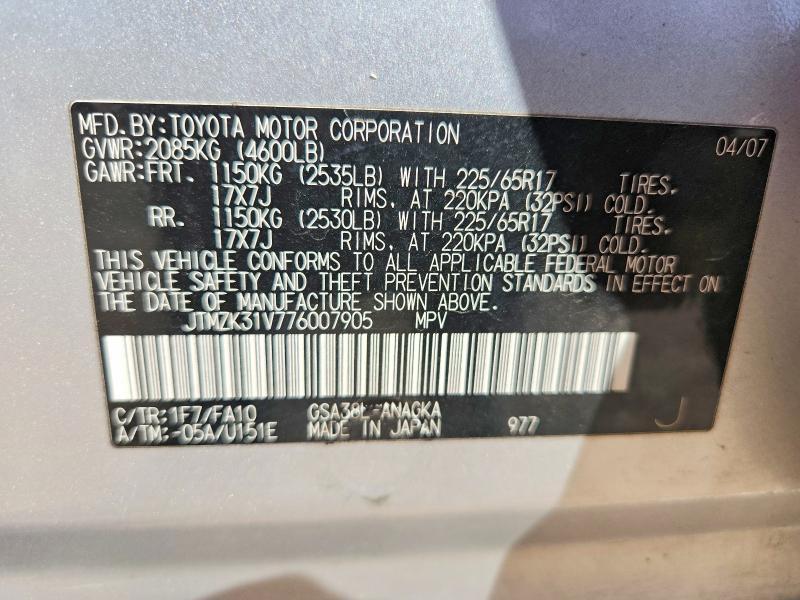 MFD.BY:TOYOTA MOTOR CORPORATION 04/07
GVWR:2085KG (4600LB)
GAWR:FRT. 1150KG (2535LB) WITH 225/65R17 TIRES.
17X7J RIMS. AT 220KPA (32PSI) COLD.
RR. 1150KG (2530LB) WITH 225/65R17 TIRES.
17X7J RIMS. AT 220KPA (32PSI) COLD.
THIS VEHICLE CONFORMS TO ALL APPLICABLE FEDERAL MOTOR
VEHICLE SAFETY AND THEFT PREVENTION STANDARDS IN EFFECT ON
THE DATE OF MANUFACTURE SHOWN ABOVE.
JTMZK31V776007905 MPV
C/TR:1F7/FA10 GSA38L-ANAGKA J
A/TM:-05A/U151E MADE IN JAPAN 977